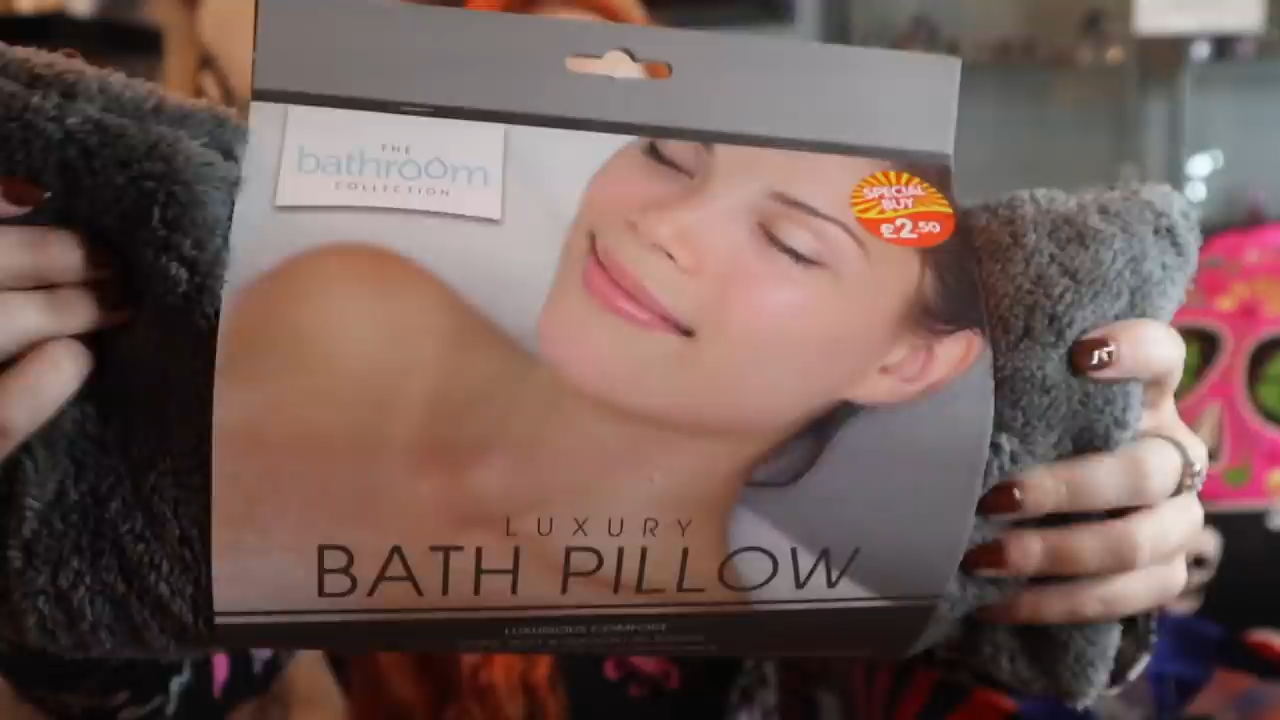 THE
bathroom
COLLECTION
SPECIAL
BUY
£2.50
LUXURY
BATH PILLOW
LUXURIOUS COMFORT